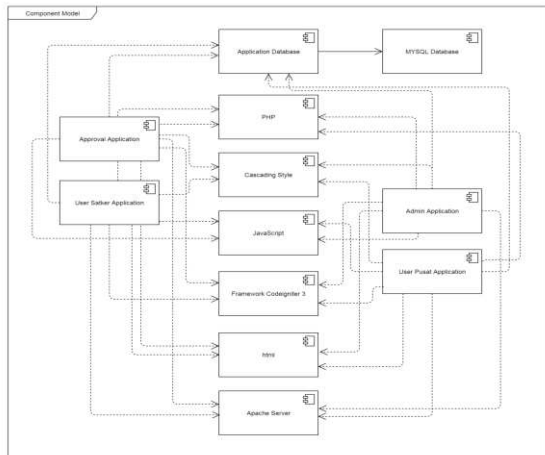 Component Model
Application Database
MYSQL Database
PHP
Approval Application
Cascading Style
User Satker Application
Admin Application
JavaScript
User Pusat Application
Framework Codeigniter 3
html
Apache Server